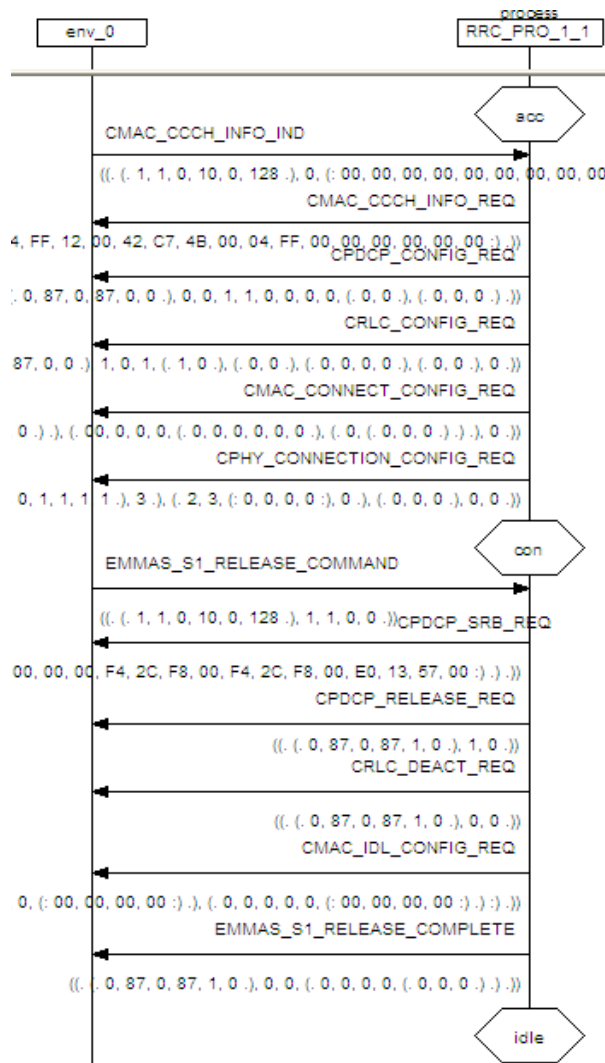 process
env_0 RRC_PRO_1_1
acc
CMAC_CCCH_INFO_IND
((. (. 1, 1, 0, 10, 0, 128 .), 0, (: 00, 00, 00, 00, 00, 00, 00, 00, 00
CMAC_CCCH_INFO_REQ
4, FF, 12, 00, 42, C7, 4B, 00, 04, FF, 00, 00, 00, 00, 00, 00 :) .))
CPDCP_CONFIG_REQ
(. 0, 87, 0, 87, 0, 0 .), 0, 0, 1, 1, 0, 0, 0, 0, (. 0, 0 .), (. 0, 0, 0 .) .))
CRLC_CONFIG_REQ
87, 0, 0 .), 1, 0, 1, (. 1, 0 .), (. 0, 0 .), (. 0, 0, 0, 0 .), (. 0, 0 .), 0 .))
CMAC_CONNECT_CONFIG_REQ
0 .) .), (. 00, 0, 0, 0, (. 0, 0, 0, 0, 0, 0 .), (. 0, (. 0, 0, 0 .) .) .), 0 .))
CPHY_CONNECTION_CONFIG_REQ
0, 1, 1, 1, 1 .), 3 .), (. 2, 3, (: 0, 0, 0, 0 :), 0 .), (. 0, 0, 0 .), 0, 0 .))
con
EMMAS_S1_RELEASE_COMMAND
((. (. 1, 1, 0, 10, 0, 128 .), 1, 1, 0, 0 .))
CPDCP_SRB_REQ
00, 00, 00, F4, 2C, F8, 00, F4, 2C, F8, 00, E0, 13, 57, 00 :) .) .))
CPDCP_RELEASE_REQ
((. (. 0, 87, 0, 87, 1, 0 .), 1, 0 .))
CRLC_DEACT_REQ
((. (. 0, 87, 0, 87, 1, 0 .), 0, 0 .))
CMAC_IDL_CONFIG_REQ
0, (: 00, 00, 00, 00 :) .), (. 0, 0, 0, 0, 0, (: 00, 00, 00, 00 :) .) :) .))
EMMAS_S1_RELEASE_COMPLETE
((. (. 0, 87, 0, 87, 1, 0 .), 0, 0, (. 0, 0, 0, 0, (. 0, 0, 0 .) .) .))
idle